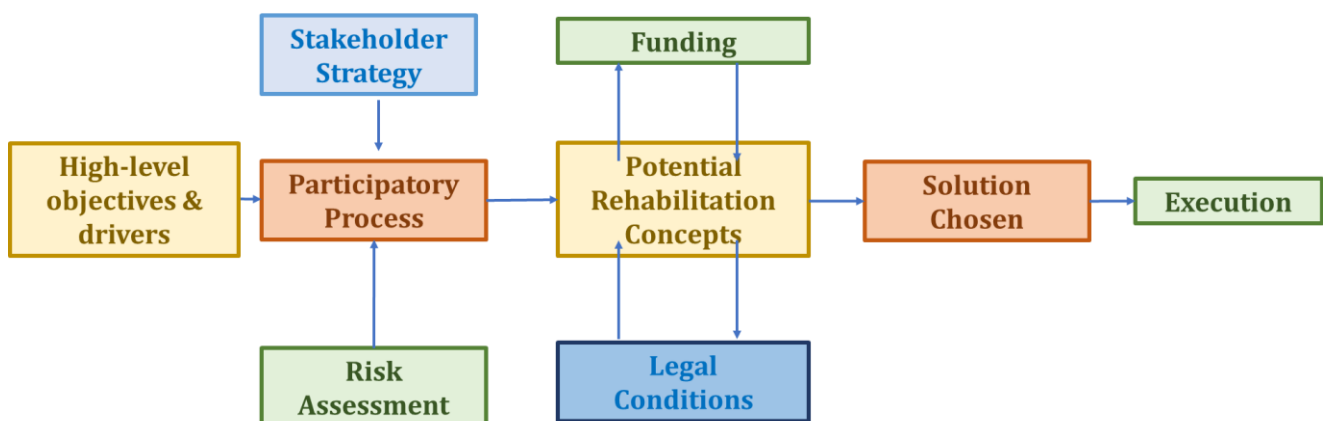 Stakeholder
Strategy
Funding
High-level
objectives &
drivers
Participatory
Process
Potential
Rehabilitation
Concepts
Solution
Chosen
Execution
Risk
Assessment
Legal
Conditions